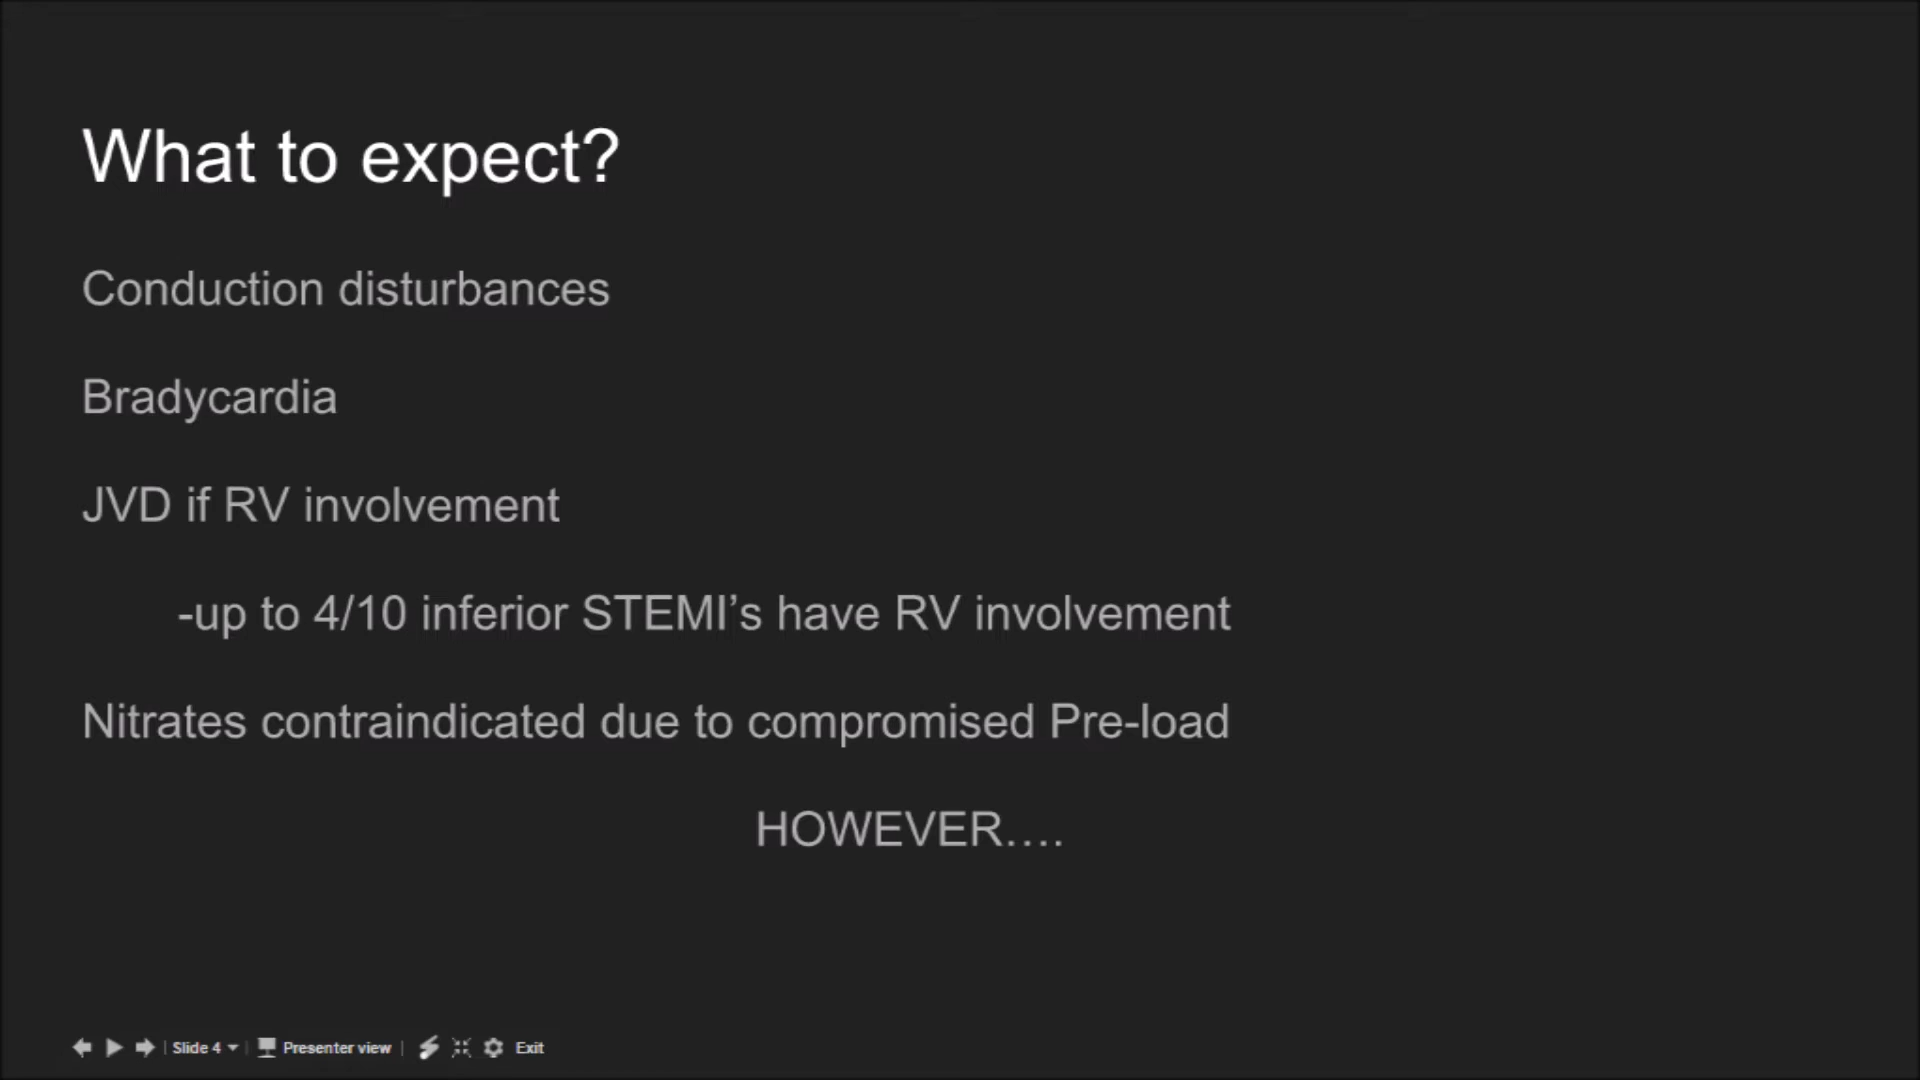 What to expect?
Conduction disturbances
Bradycardia
JVD if RV involvement
-up to 4/10 inferior STEMI’s have RV involvement
Nitrates contraindicated due to compromised Pre-load
HOWEVER….
Slide 4 Presenter view Exit